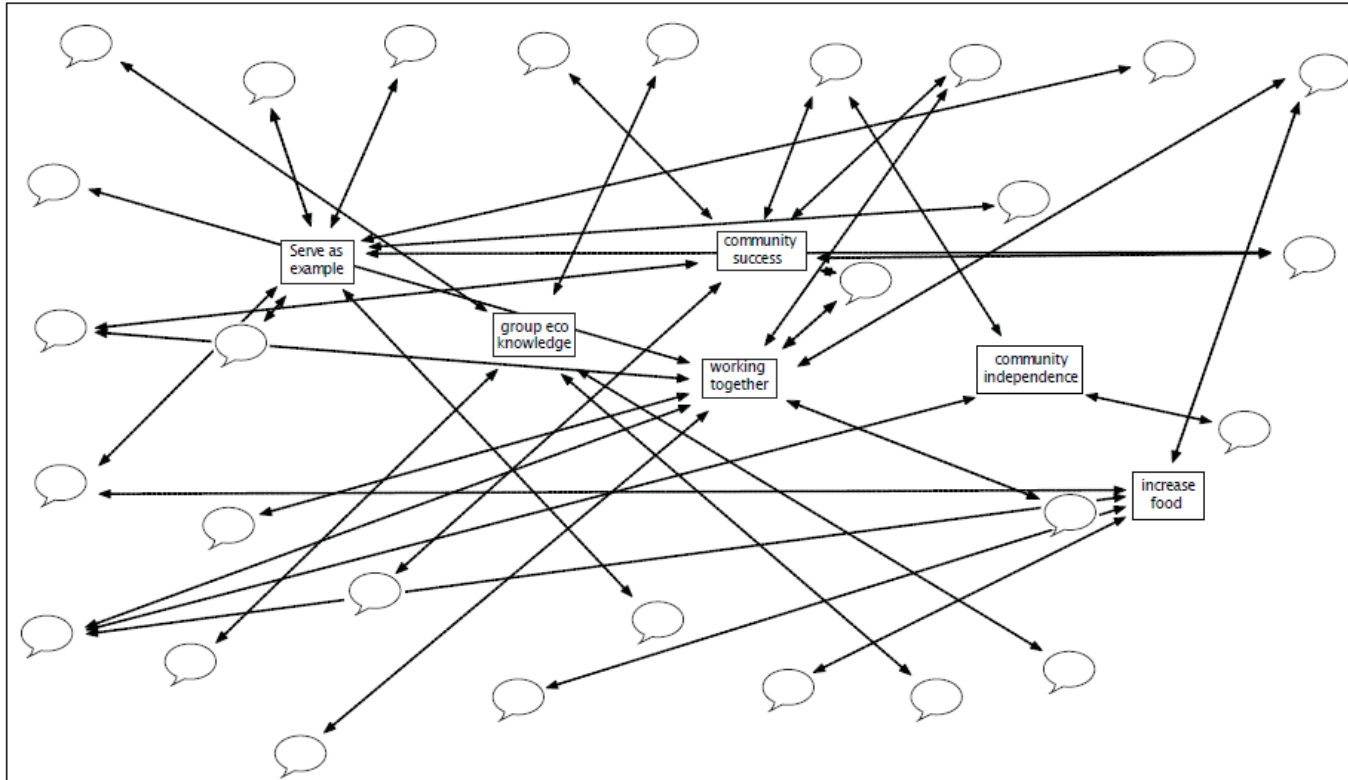 Serve as
example
community
success
group eco
knowledge
working
together
community
independence
increase
food